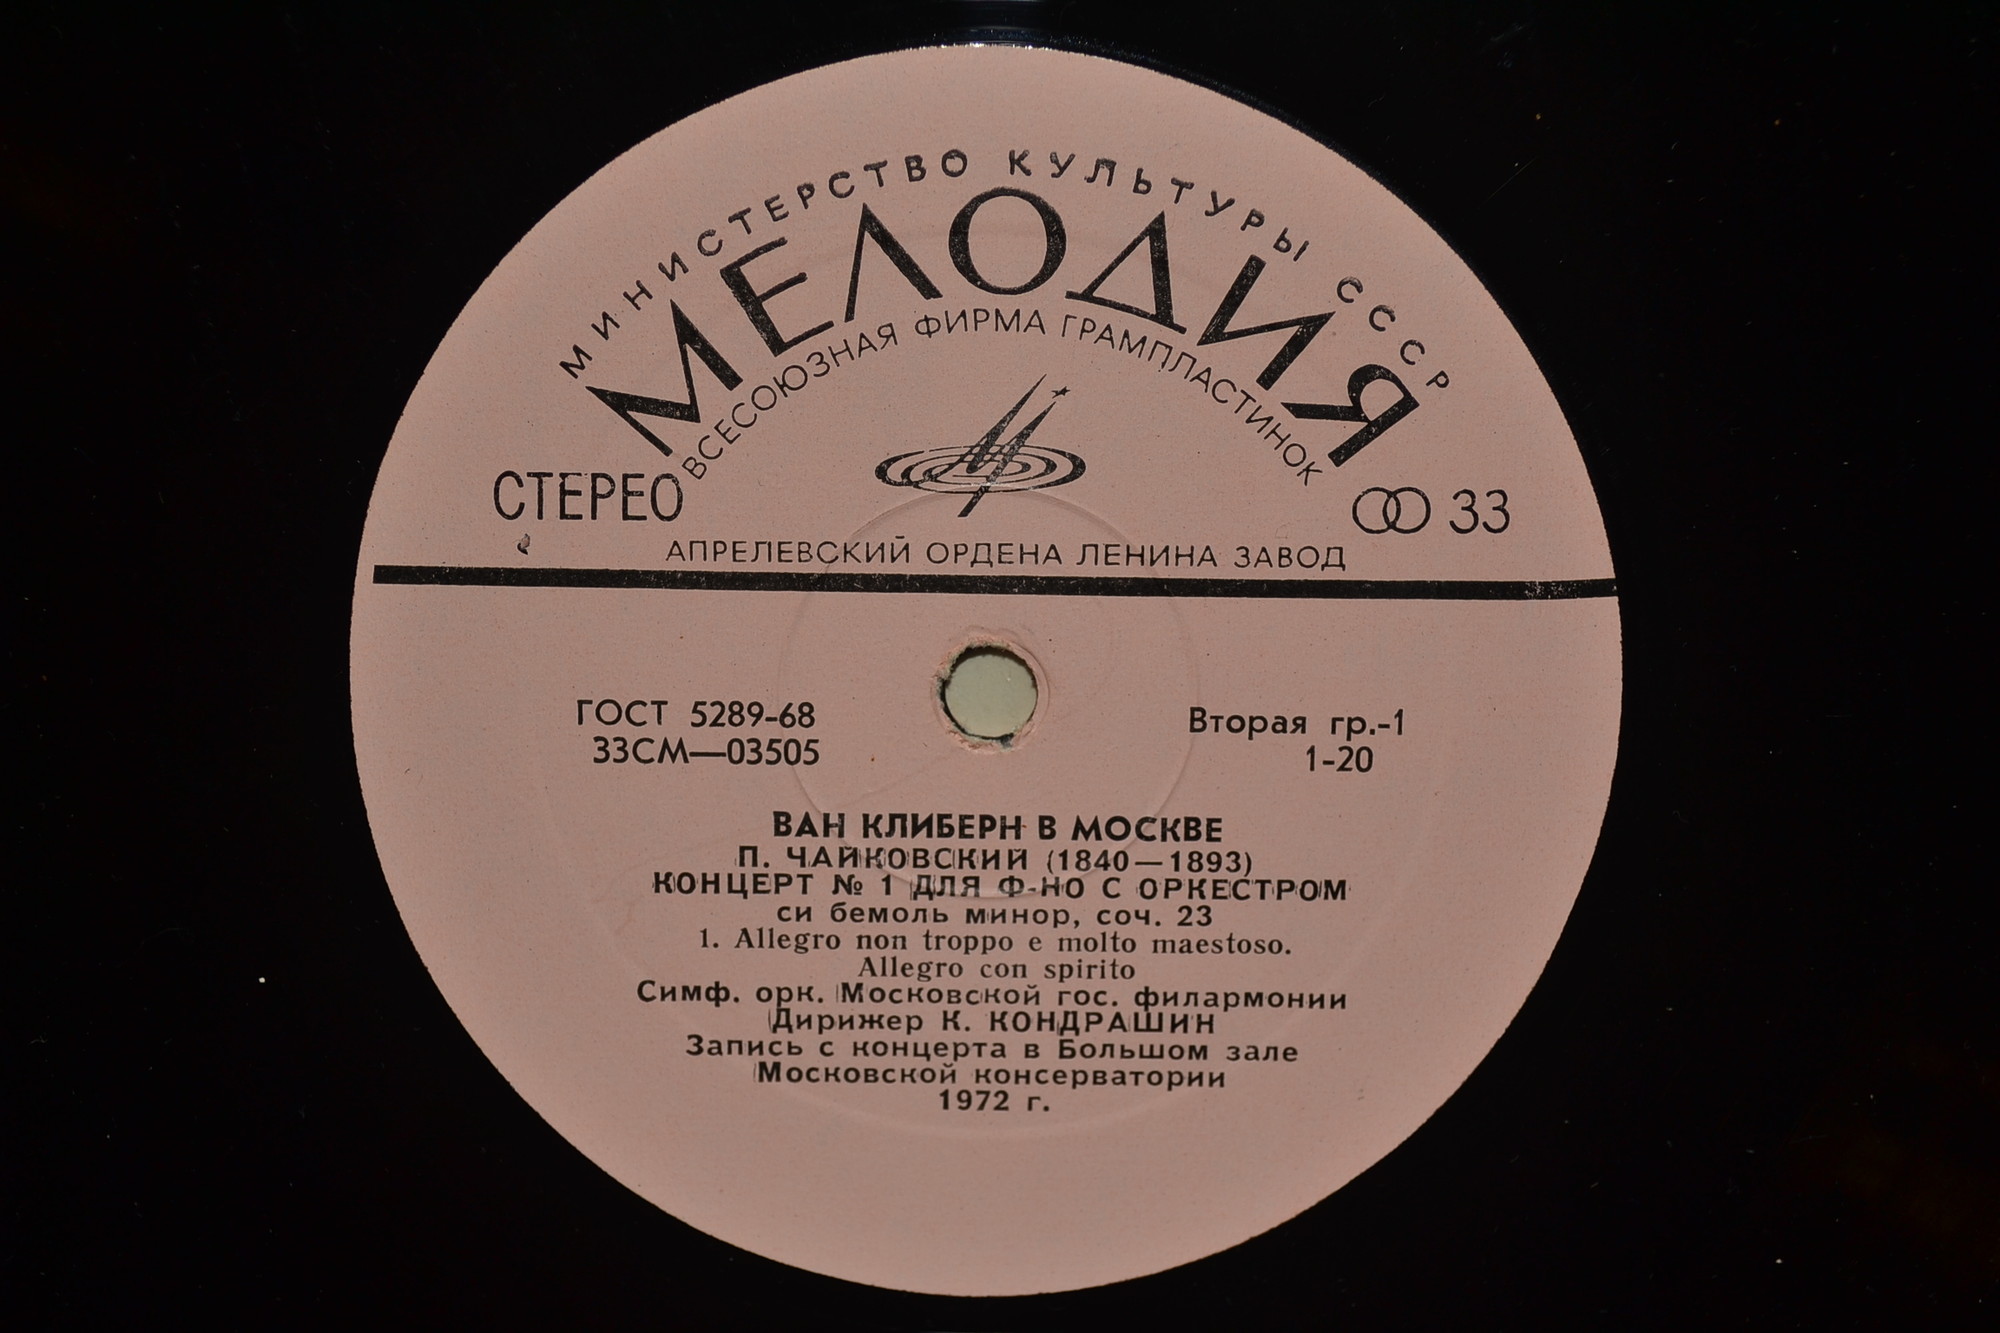 МИНИСТЕРСТВО КУЛЬТУРЫ СССР
МЕЛОДИЯ
ВСЕСОЮЗНАЯ ФИРМА ГРАМПЛАСТИНОК
СТЕРЕО
33
АПРЕЛЕВСКИЙ ОРДЕНА ЛЕНИНА ЗАВОД
ГОСТ 5289-68
33СМ—03505
Вторая гр.-1
1-20
ВАН КЛИБЕРН В МОСКВЕ
П. ЧАЙКОВСКИЙ (1840—1893)
КОНЦЕРТ № 1 ДЛЯ Ф-НО С ОРКЕСТРОМ
си бемоль минор, соч. 23
1. Allegro non troppo e molto maestoso.
Allegro con spirito
Симф. орк. Московской гос. филармонии
Дирижер К. КОНДРАШИН
Запись с концерта в Большом зале
Московской консерватории
1972 г.